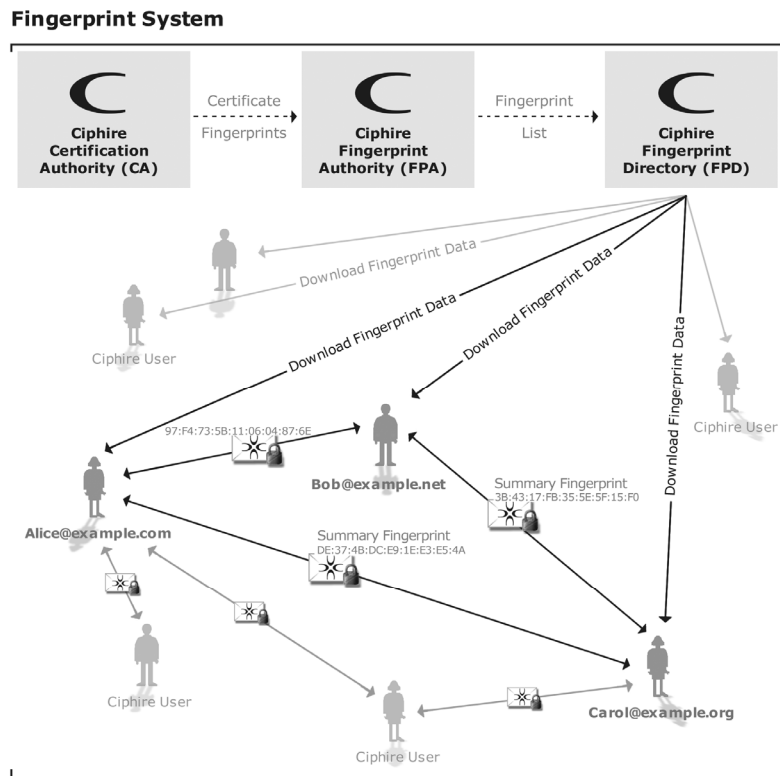 Fingerprint System
Ciphire
Certification
Authority (CA)
Certificate
Fingerprints
Ciphire
Fingerprint
Authority (FPA)
Fingerprint
List
Ciphire
Fingerprint
Directory (FPD)
Download Fingerprint Data
Download Fingerprint Data
Download Fingerprint Data
Download Fingerprint Data
Ciphire User
Ciphire User
97:F4:73:5B:11:06:04:87:6E
Bob@example.net
Summary Fingerprint
3B:43:17:FB:35:5E:5F:15:F0
Alice@example.com
Summary Fingerprint
DE:37:4B:DC:E9:1E:E3:E5:4A
Ciphire User
Carol@example.org
Ciphire User